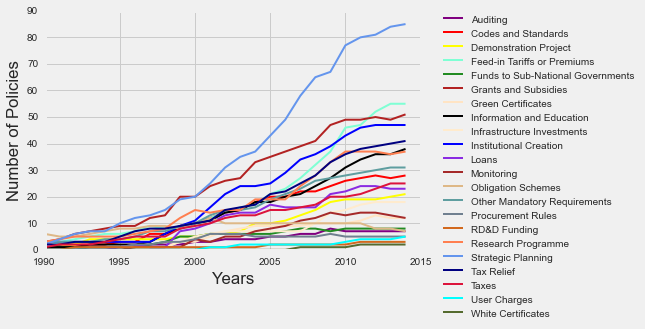 90
80
70
60
50
40
30
20
10
0
Number of Policies
1990 1995 2000 2005 2010 2015
Years
Auditing
Codes and Standards
Demonstration Project
Feed-in Tariffs or Premiums
Funds to Sub-National Governments
Grants and Subsidies
Green Certificates
Information and Education
Infrastructure Investments
Institutional Creation
Loans
Monitoring
Obligation Schemes
Other Mandatory Requirements
Procurement Rules
RD&D Funding
Research Programme
Strategic Planning
Tax Relief
Taxes
User Charges
White Certificates